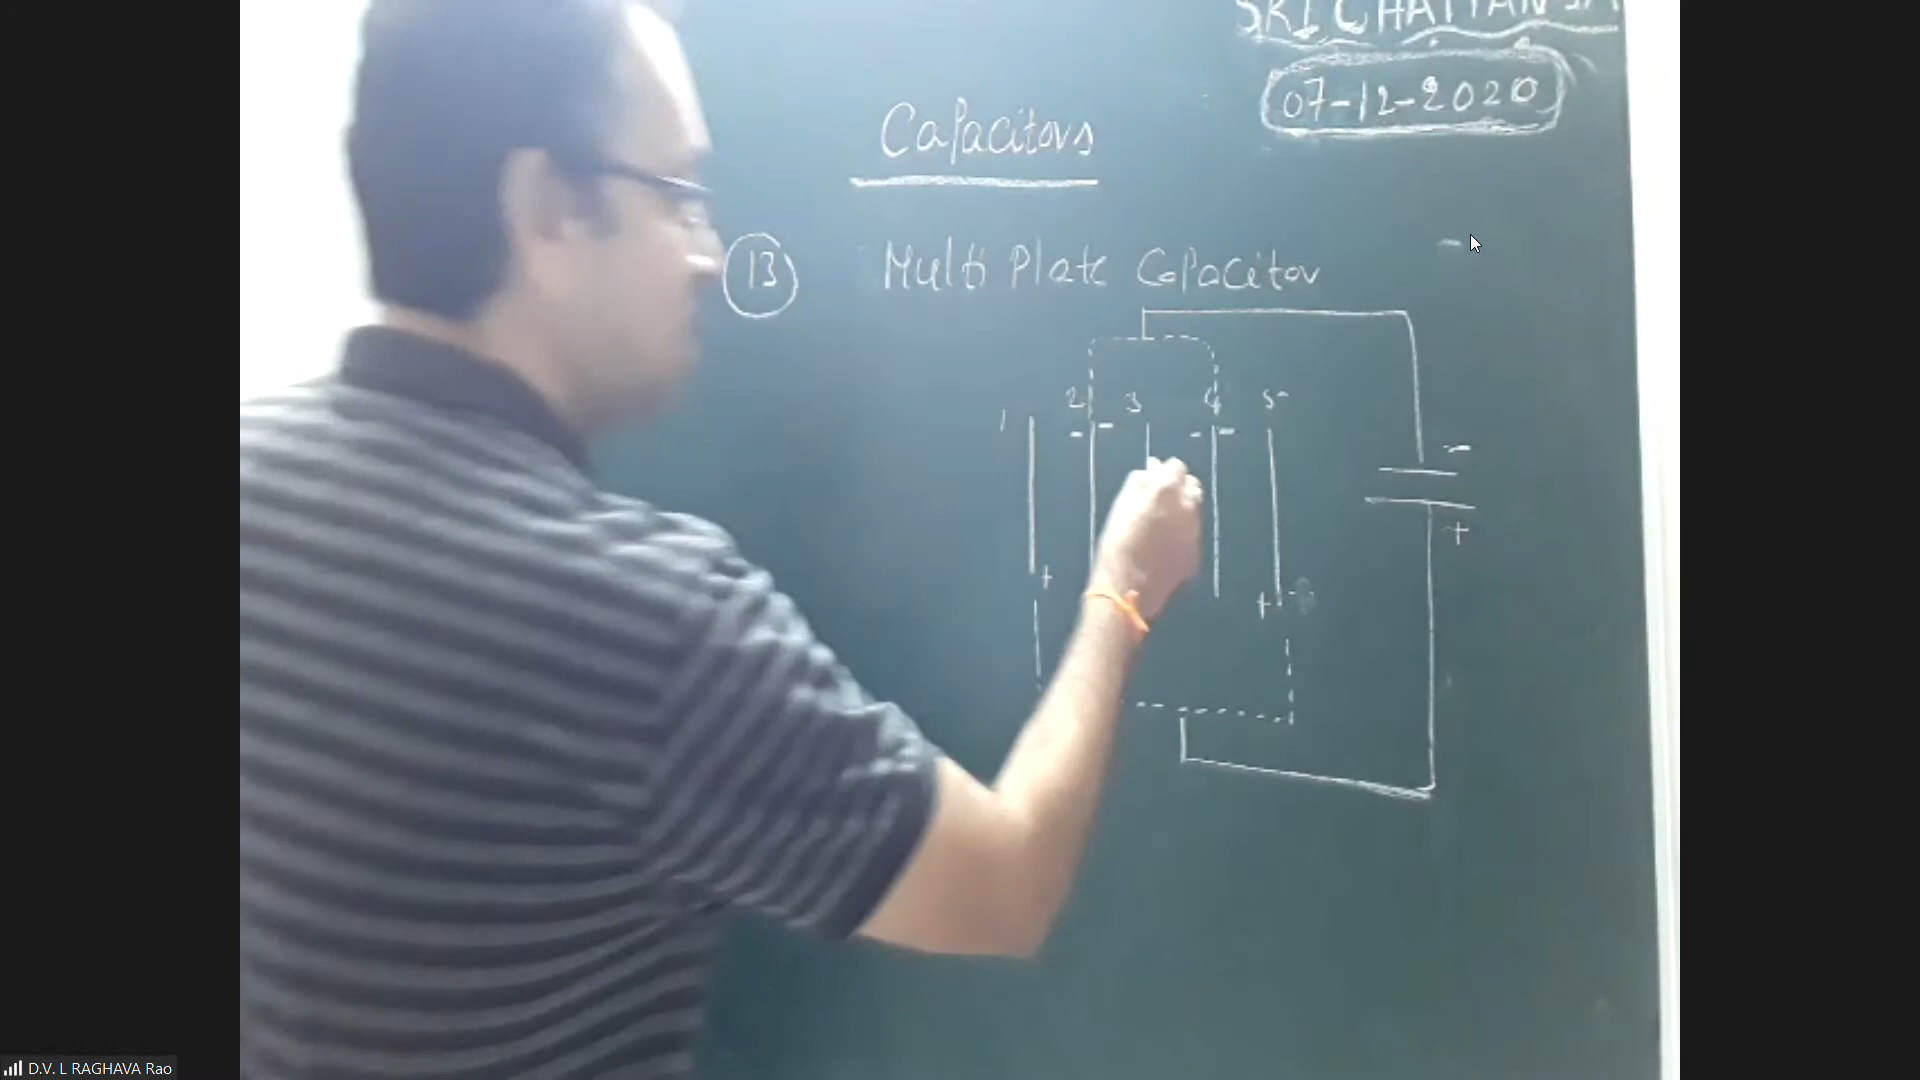 SRI CHAITANYA
07-12-2020
Capacitors
13 Multi Plate Capacitor
1 2 3 4 5
- - - -
-
+
+ +
D.V. L RAGHAVA Rao